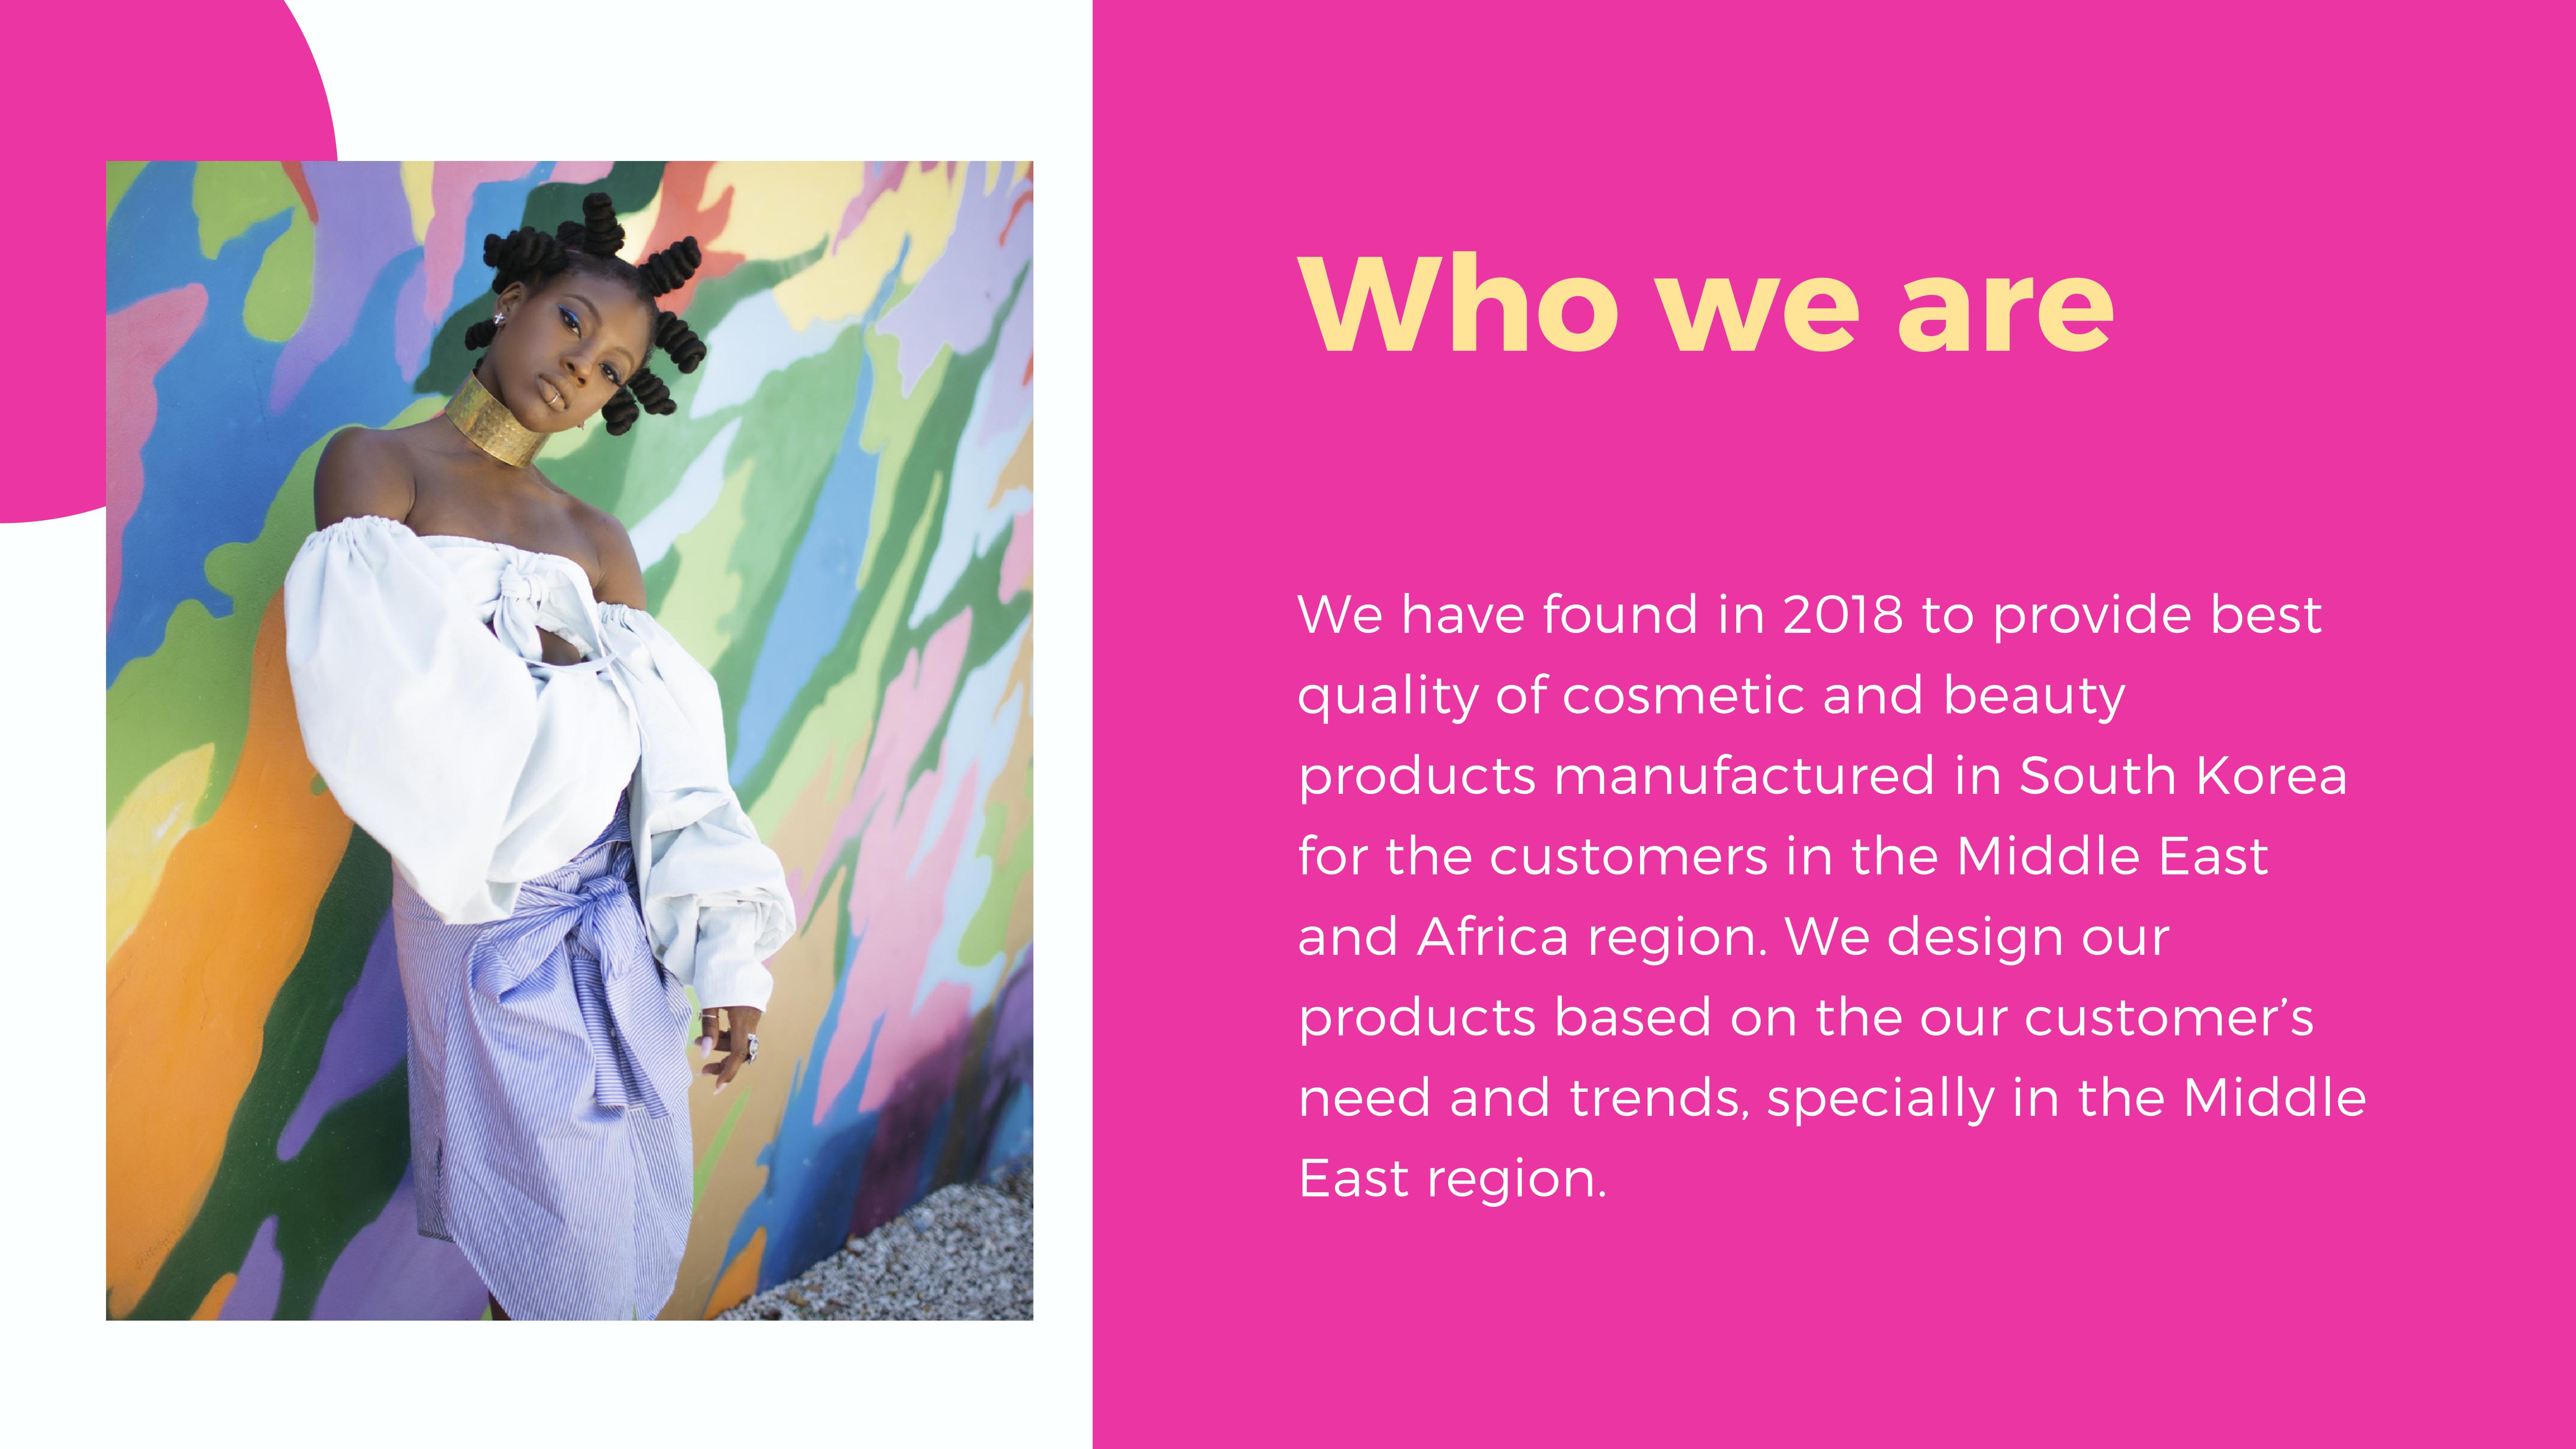 Who we are
We have found in 2018 to provide best
quality of cosmetic and beauty
products manufactured in South Korea
for the customers in the Middle East
and Africa region. We design our
products based on the our customer’s
need and trends, specially in the Middle
East region.